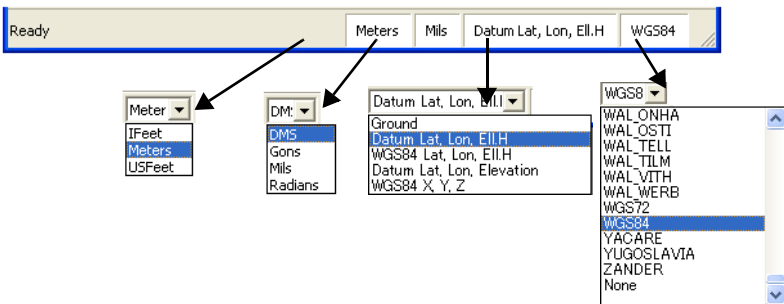 Ready Meters Mils Datum Lat, Lon, Ell.H WGS84
Meter
IFeet
Meters
USFeet
DM:
DMS
Gons
Mils
Radians
Datum Lat, Lon, Ell.I
Ground
Datum Lat, Lon, Ell.H
WGS84 Lat, Lon, Ell.H
Datum Lat, Lon, Elevation
WGS84 X, Y, Z
WGS8
WAL_ONHA
WAL_OSTI
WAL_TELL
WAL_TILM
WAL_VITH
WAL_WERB
WGS72
WGS84
YACARE
YUGOSLAVIA
ZANDER
None